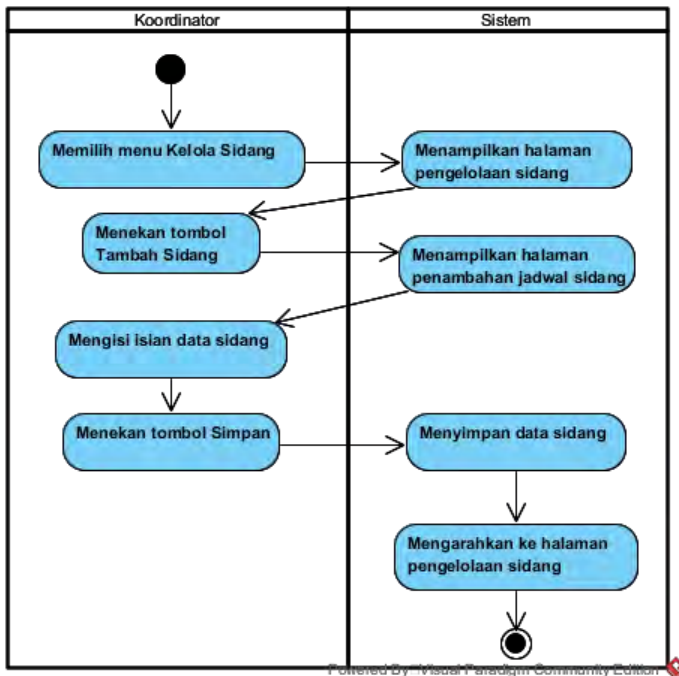 Koordinator
Sistem
Memilih menu Kelola Sidang
Menampilkan halaman
pengelolaan sidang
Menekan tombol
Tambah Sidang
Menampilkan halaman
penambahan jadwal sidang
Mengisi isian data sidang
Menekan tombol Simpan
Menyimpan data sidang
Mengarahkan ke halaman
pengelolaan sidang
Powered By Visual Paradigm Community Edition